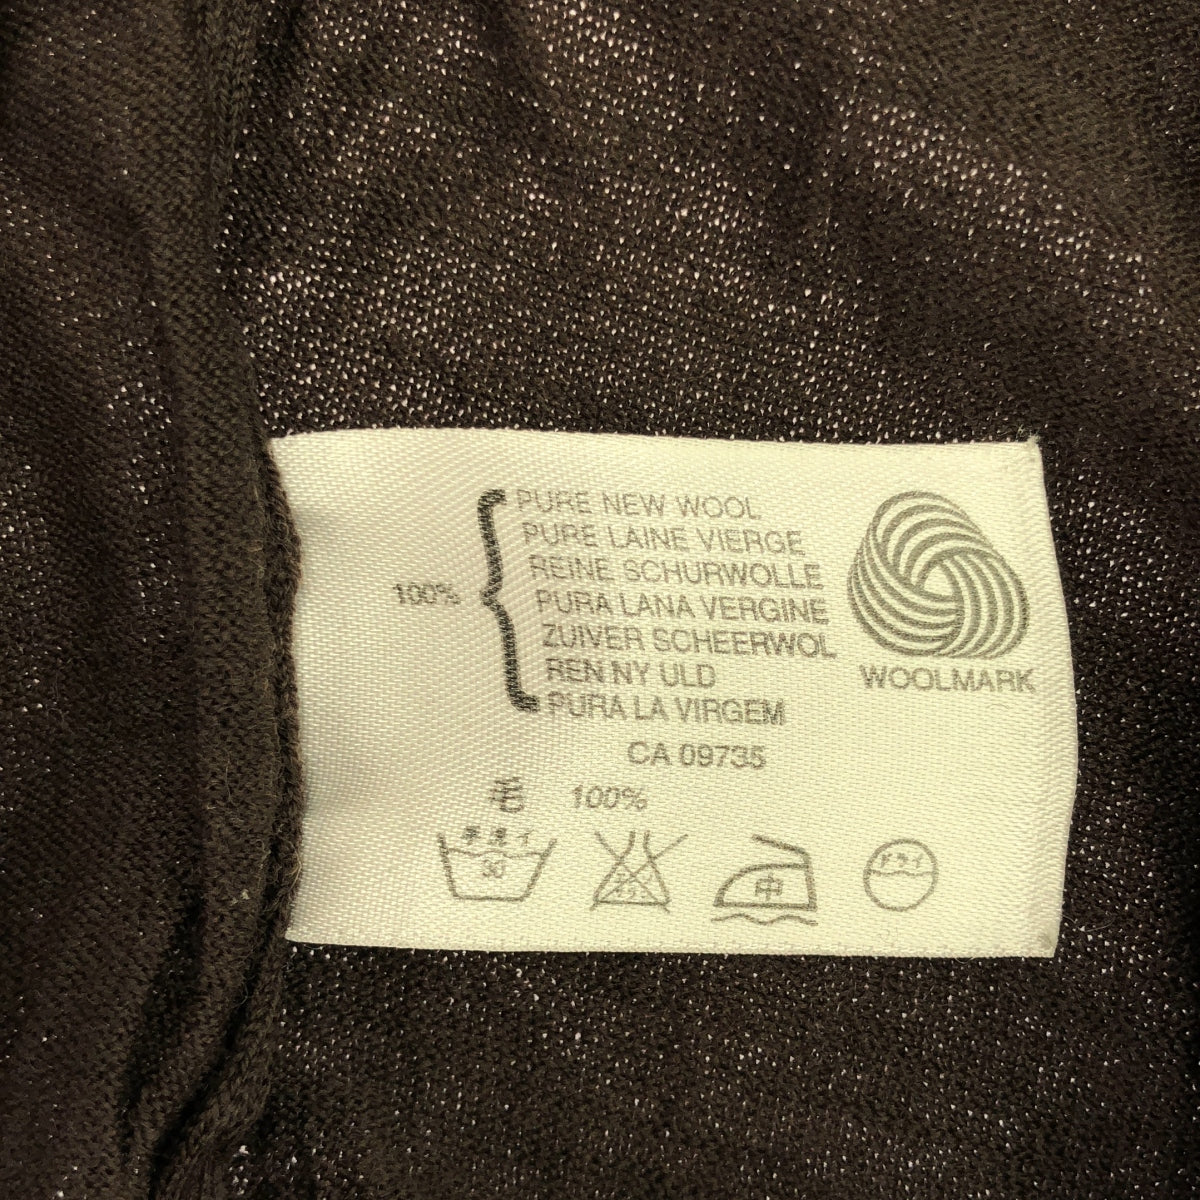 100%
PURE NEW WOOL
PURE LAINE VIERGE
REINE SCHURWOLLE
PURA LANA VERGINE
ZUIVER SCHEERWOL
REN NY ULD
PURA LA VIRGEM
WOOLMARK
CA 09735
毛 100%
30
中
ドライ